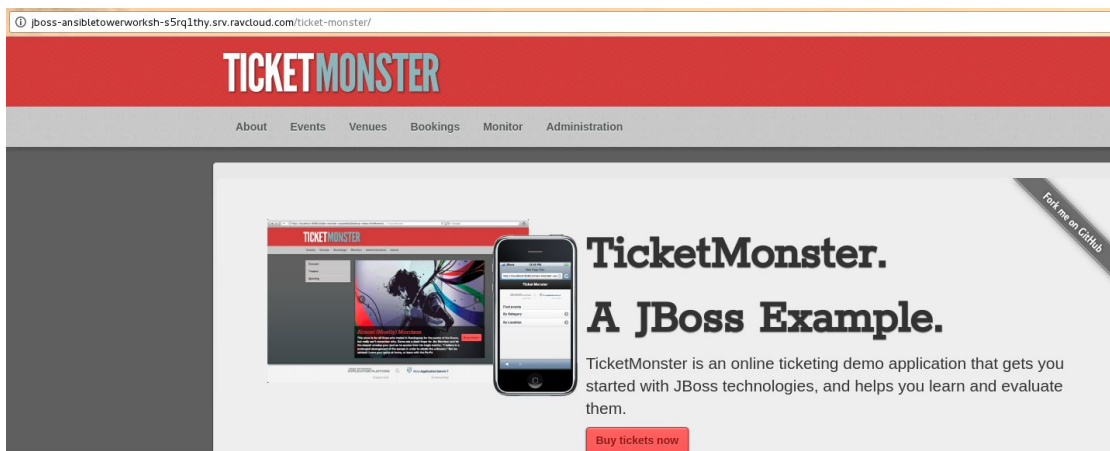 jboss-ansibletowerworksh-s5rq1thy.srv.ravcloud.com/ticket-monster/
TICKETMONSTER
About Events Venues Bookings Monitor Administration
Fork me on GitHub
TICKETMONSTER
TicketMonster.
A JBoss Example.
TicketMonster is an online ticketing demo application that gets you
started with JBoss technologies, and helps you learn and evaluate
them.
Buy tickets now